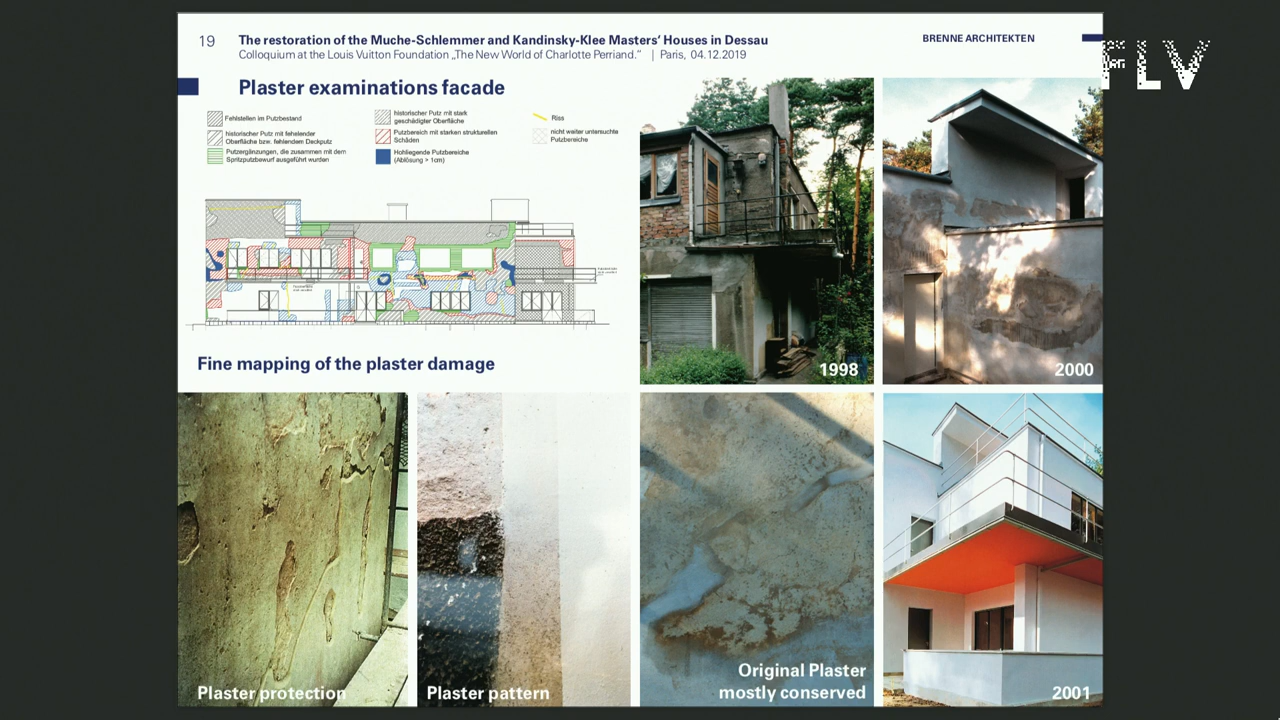 19
The restoration of the Muche-Schlemmer and Kandinsky-Klee Masters' Houses in Dessau
Colloquium at the Louis Vuitton Foundation „The New World of Charlotte Perriand." | Paris, 04.12.2019
BRENNE ARCHITEKTEN
FLV
Plaster examinations facade
Fehlstellen im Putzbestand
historischer Putz mit fehelender
Oberfläche bzw. fehlendem Deckputz
Putzergänzungen, die zusammen mit dem
Spritzputzbewurf ausgeführt wurden
historischer Putz mit stark
geschädigter Oberfläche
Putzbereich mit starken strukturellen
Schäden
Hohlliegende Putzbereiche
(Ablösung > 1cm)
Riss
nicht waiter untersuchte
Putzbereiche
Fine mapping of the plaster damage
1998
2000
Plaster protection
Plaster pattern
Original Plaster
mostly conserved
2001